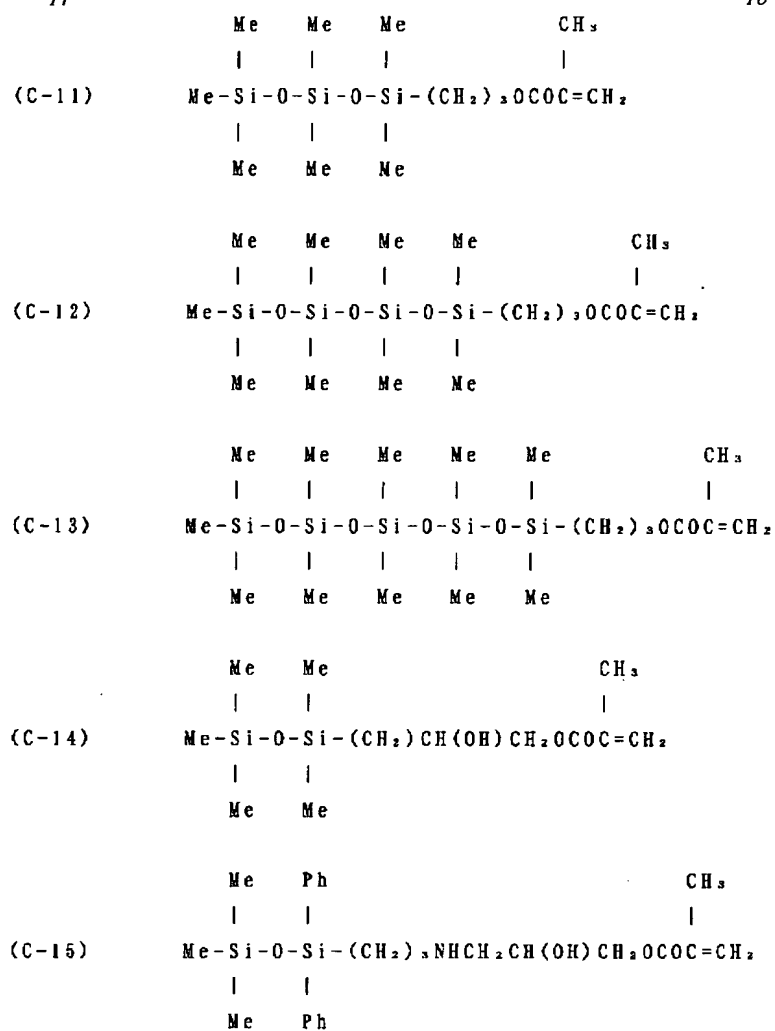 Me Me Me CH₃
| | | |
(C-11) Me-Si-O-Si-O-Si-(CH₂)₃OCOC=CH₂
| | |
Me Me Me
Me Me Me Me CH₃
| | | | |
(C-12) Me-Si-O-Si-O-Si-O-Si-(CH₂)₃OCOC=CH₂
| | | |
Me Me Me Me
Me Me Me Me Me CH₃
| | | | | |
(C-13) Me-Si-O-Si-O-Si-O-Si-O-Si-(CH₂)₃OCOC=CH₂
| | | | |
Me Me Me Me Me
Me Me CH₃
| | |
(C-14) Me-Si-O-Si-(CH₂)CH(OH)CH₂OCOC=CH₂
| |
Me Me
Me Ph CH₃
| | |
(C-15) Me-Si-O-Si-(CH₂)₃NHCH₂CH(OH)CH₂OCOC=CH₂
| |
Me Ph